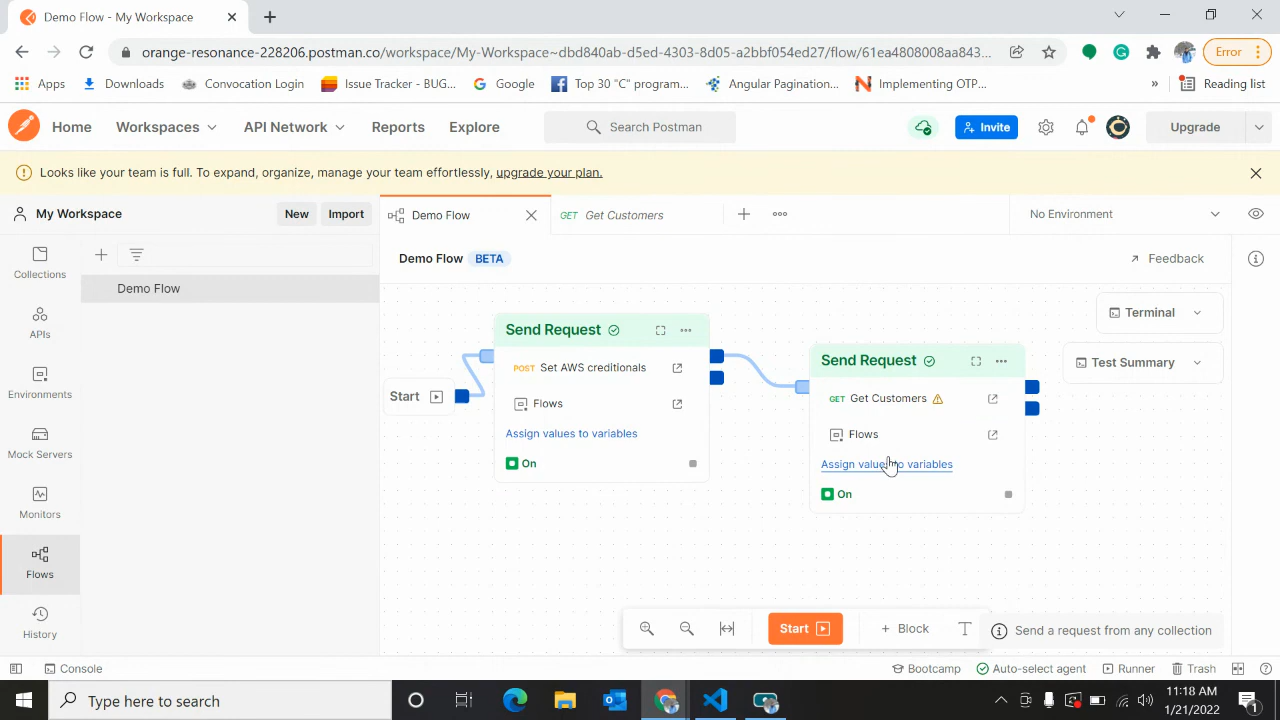 Demo Flow - My Workspace
orange-resonance-228206.postman.co/workspace/My-Workspace~dbd840ab-d5ed-4303-8d05-a2bbf054ed27/flow/61ea4808008aa843...
Error
Apps
Downloads
Convocation Login
Issue Tracker - BUG...
Google
Top 30 "C" program...
Angular Pagination...
Implementing OTP...
»
Reading list
Home
Workspaces
API Network
Reports
Explore
Search Postman
Invite
Upgrade
Looks like your team is full. To expand, organize, manage your team effortlessly, upgrade your plan.
My Workspace
New
Import
Demo Flow
GET Get Customers
No Environment
Collections
APIs
Environments
Mock Servers
Monitors
Flows
History
Demo Flow
Demo Flow BETA
Feedback
Terminal
Test Summary
Start
Send Request
POST Set AWS creditionals
Flows
Assign values to variables
On
Send Request
GET Get Customers
Flows
Assign values to variables
On
Start
+ Block
T
Send a request from any collection
Console
Bootcamp
Auto-select agent
Runner
Trash
Type here to search
11:18 AM
1/21/2022
1